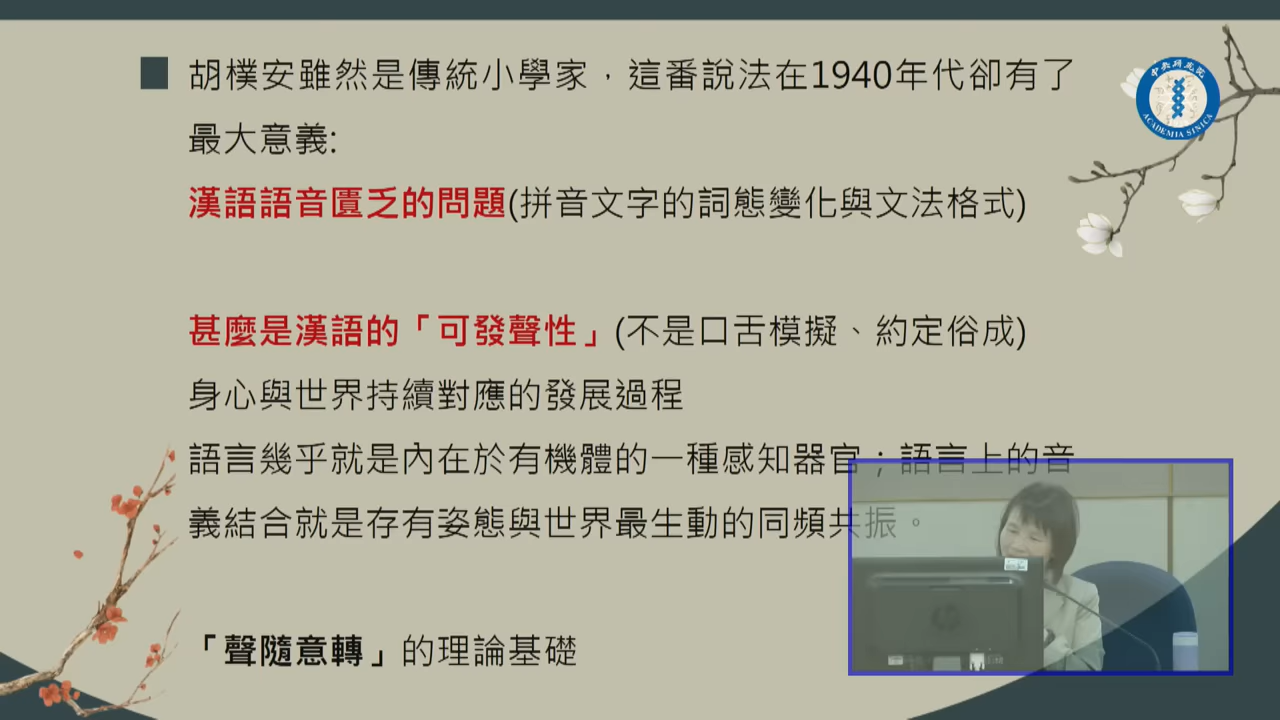 胡樸安雖然是傳統小學家，這番說法在1940年代卻有了
最大意義:
漢語語音匱乏的問題(拼音文字的詞態變化與文法格式)
甚麼是漢語的「可發聲性」(不是口舌模擬、約定俗成)
身心與世界持續對應的發展過程
語言幾乎就是內在於有機體的一種感知器官；語言上的音
義結合就是存有姿態與世界最生動的同頻共振。
「聲隨意轉」的理論基礎
中央研究院
ACADEMIA SINICA